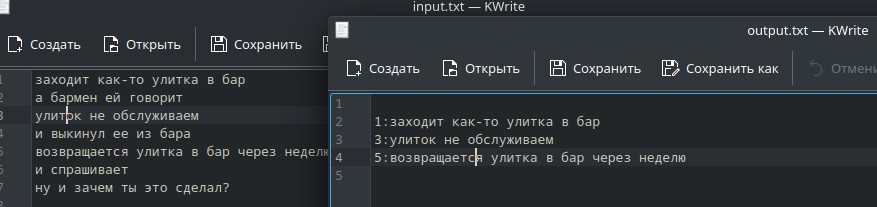 input.txt — KWrite
output.txt — KWrite
Создать Открыть Сохранить
Создать Открыть Сохранить Сохранить как
1 заходит как-то улитка в бар
2 а бармен ей говорит
3 улиток не обслуживаем
4 и выкинул ее из бара
5 возвращается улитка в бар через неделю
6 и спрашивает
7 ну и зачем ты это сделал?
1
2 1:заходит как-то улитка в бар
3 3:улиток не обслуживаем
4 5:возвращается улитка в бар через неделю
5